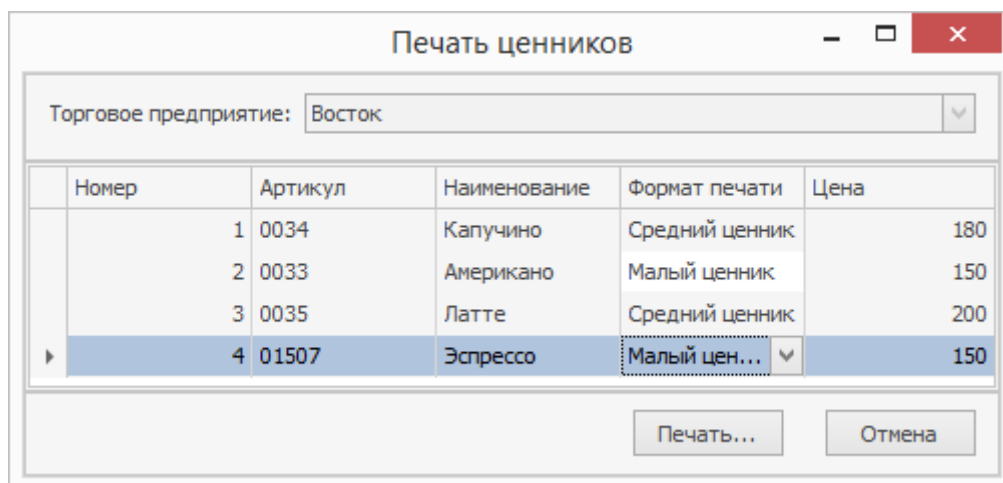 Печать ценников
Торговое предприятие: Восток
Номер Артикул Наименование Формат печати Цена
1 0034 Капучино Средний ценник 180
2 0033 Американо Малый ценник 150
3 0035 Латте Средний ценник 200
4 01507 Эспрессо Малый цен... 150
Печать... Отмена